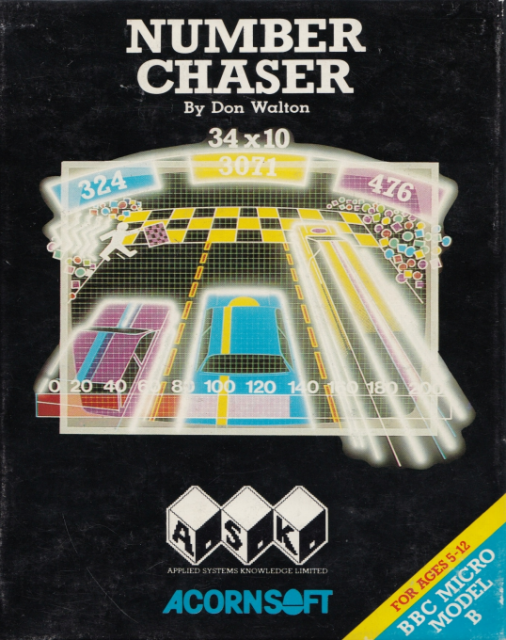 NUMBER
CHASER
By Don Walton
34 x 10
324
3071
476
0 20 40 60 80 100 120 140 160 180 200
A.S.K.
APPLIED SYSTEMS KNOWLEDGE LIMITED
ACORNSOFT
FOR AGES 5-12
BBC MICRO
MODEL
B